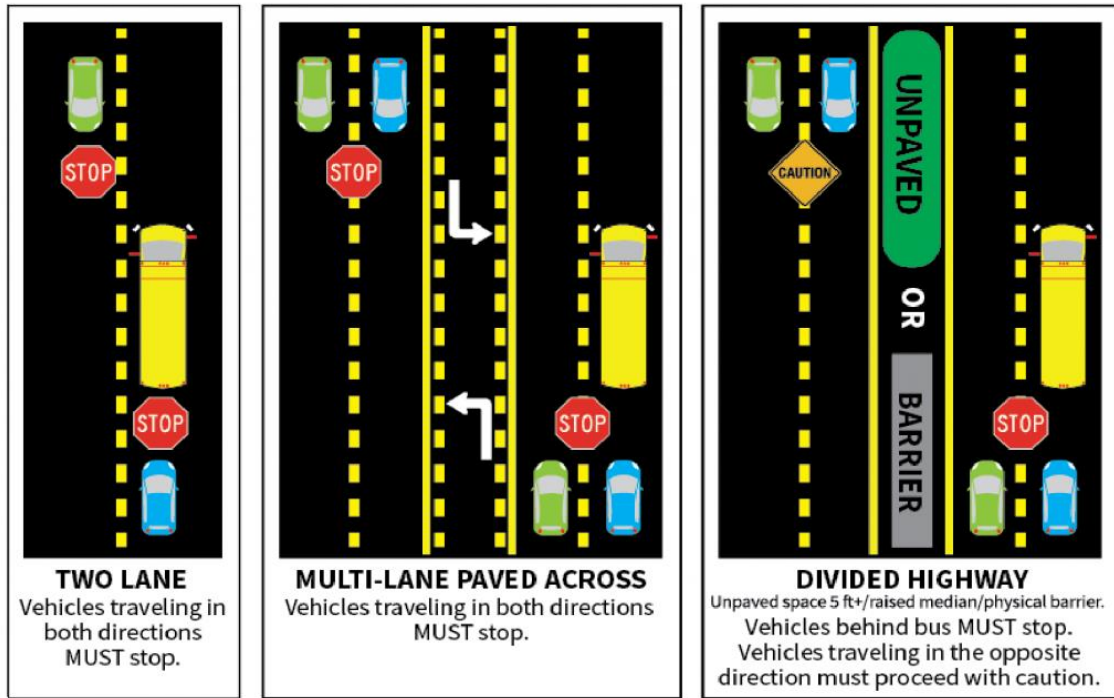 STOP
STOP
TWO LANE
Vehicles traveling in
both directions
MUST stop.
STOP
STOP
MULTI-LANE PAVED ACROSS
Vehicles traveling in both directions
MUST stop.
CAUTION
UNPAVED
OR
BARRIER
STOP
DIVIDED HIGHWAY
Unpaved space 5 ft+/raised median/physical barrier.
Vehicles behind bus MUST stop.
Vehicles traveling in the opposite
direction must proceed with caution.